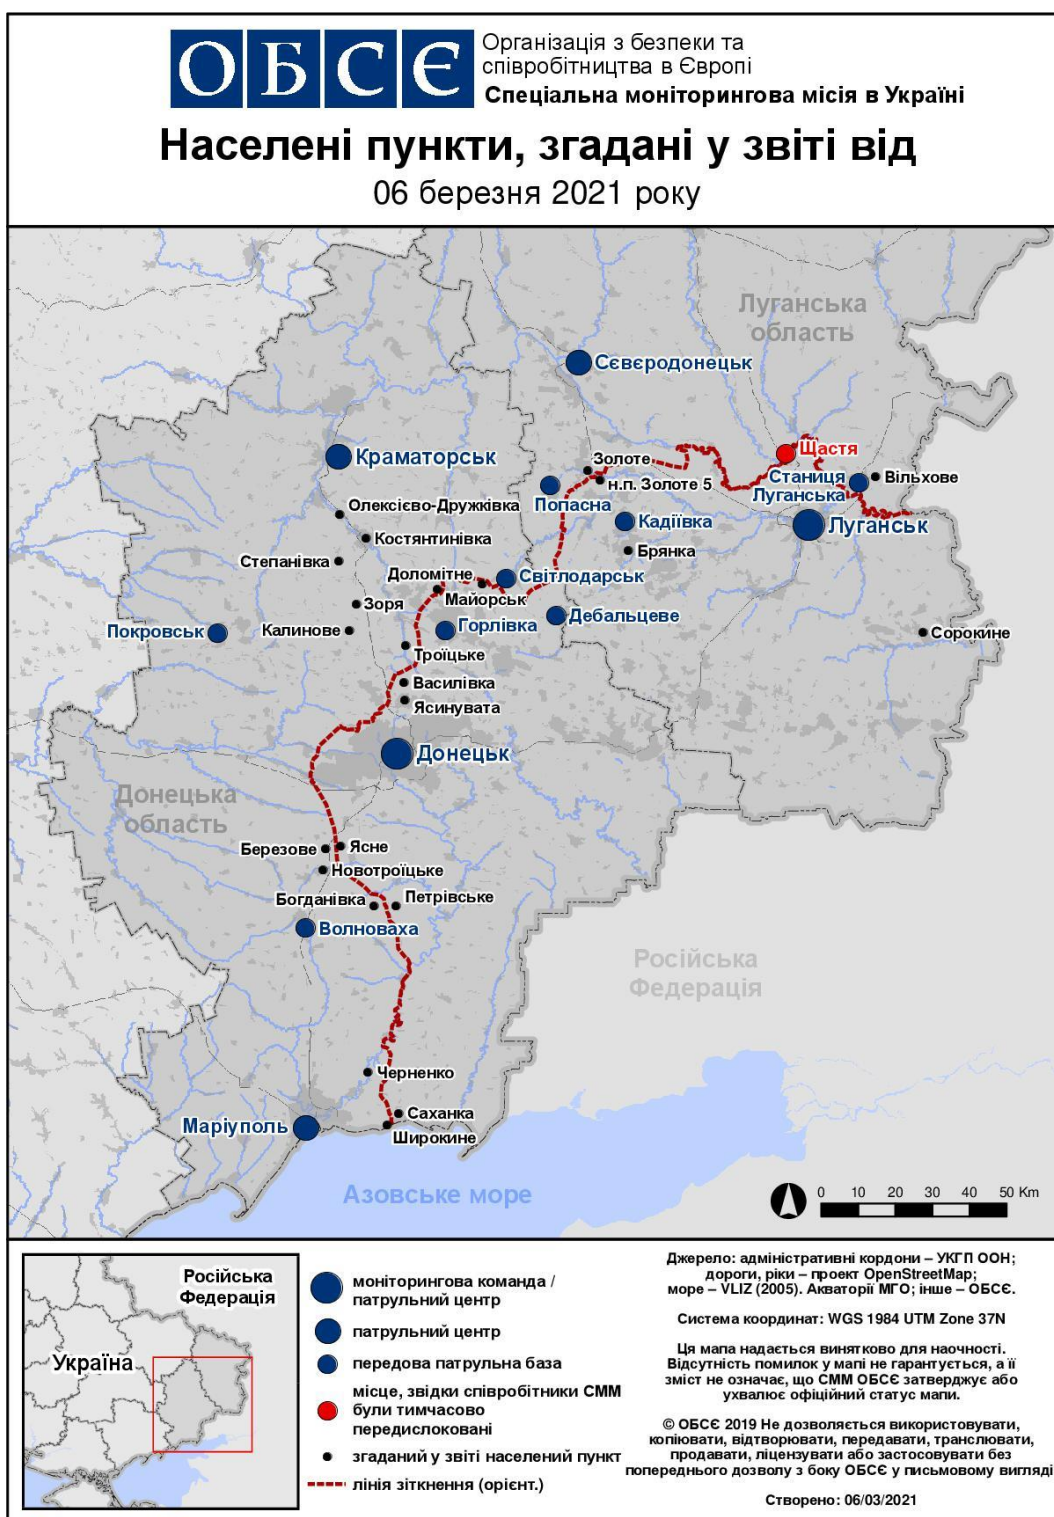 ОБСЄ
Організація з безпеки та
співробітництва в Європі
Спеціальна моніторингова місія в Україні
Населені пункти, згадані у звіті від
06 березня 2021 року
Луганська
область
Сєвєродонецьк
Щастя
Краматорськ
Золоте
н.п. Золоте 5
Станиця
Луганська
Вільхове
Попасна
Олексієво-Дружківка
Кадіївка
Луганськ
Костянтинівка
Брянка
Степанівка
Доломітне
Світлодарськ
Майорськ
Зоря
Дебальцеве
Горлівка
Покровськ
Калинове
Сорокине
Троїцьке
Василівка
Ясинувата
Донецьк
Донецька
область
Березове
Ясне
Новотроїцьке
Богданівка
Петрівське
Волноваха
Російська
Федерація
Черненко
Саханка
Маріуполь
Широкине
Азовське море
0 10 20 30 40 50 Km
Російська
Федерація
Україна
моніторингова команда /
патрульний центр
патрульний центр
передова патрульна база
місце, звідки співробітники СММ
були тимчасово
передислоковані
згаданий у звіті населений пункт
лінія зіткнення (орієнт.)
Джерело: адміністративні кордони – УКГП ООН;
дороги, ріки – проект OpenStreetMap;
море – VLIZ (2005). Акваторії МГО; інше – ОБСЄ.
Система координат: WGS 1984 UTM Zone 37N
Ця мапа надається винятково для наочності.
Відсутність помилок у мапі не гарантується, а її
зміст не означає, що СММ ОБСЄ затверджує або
ухвалює офіційний статус мапи.
© ОБСЄ 2019 Не дозволяється використовувати,
копіювати, відтворювати, передавати, транслювати,
продавати, ліцензувати або застосовувати без
попереднього дозволу з боку ОБСЄ у письмовому вигляді
Створено: 06/03/2021